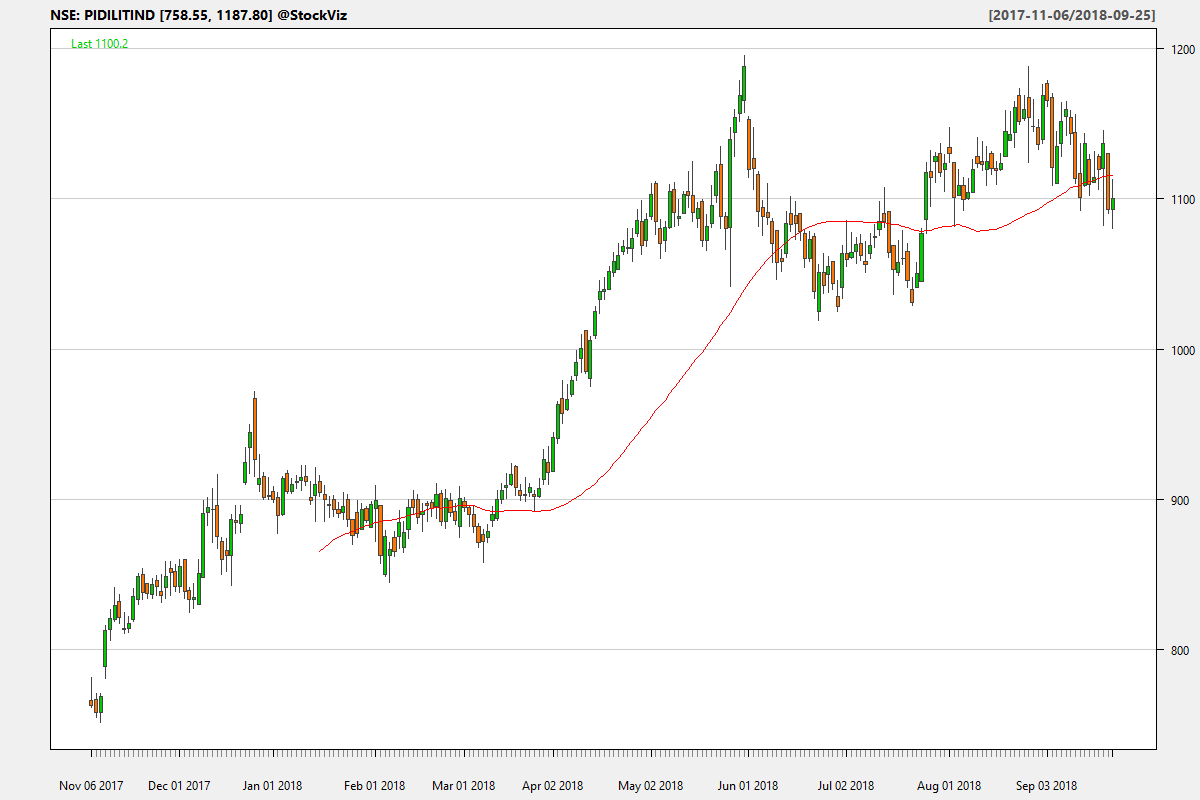 NSE: PIDILITIND [758.55, 1187.80] @StockViz
[2017-11-06/2018-09-25]
Last 1100.2
1200
1100
1000
900
800
Nov 06 2017 Dec 01 2017 Jan 01 2018 Feb 01 2018 Mar 01 2018 Apr 02 2018 May 02 2018 Jun 01 2018 Jul 02 2018 Aug 01 2018 Sep 03 2018